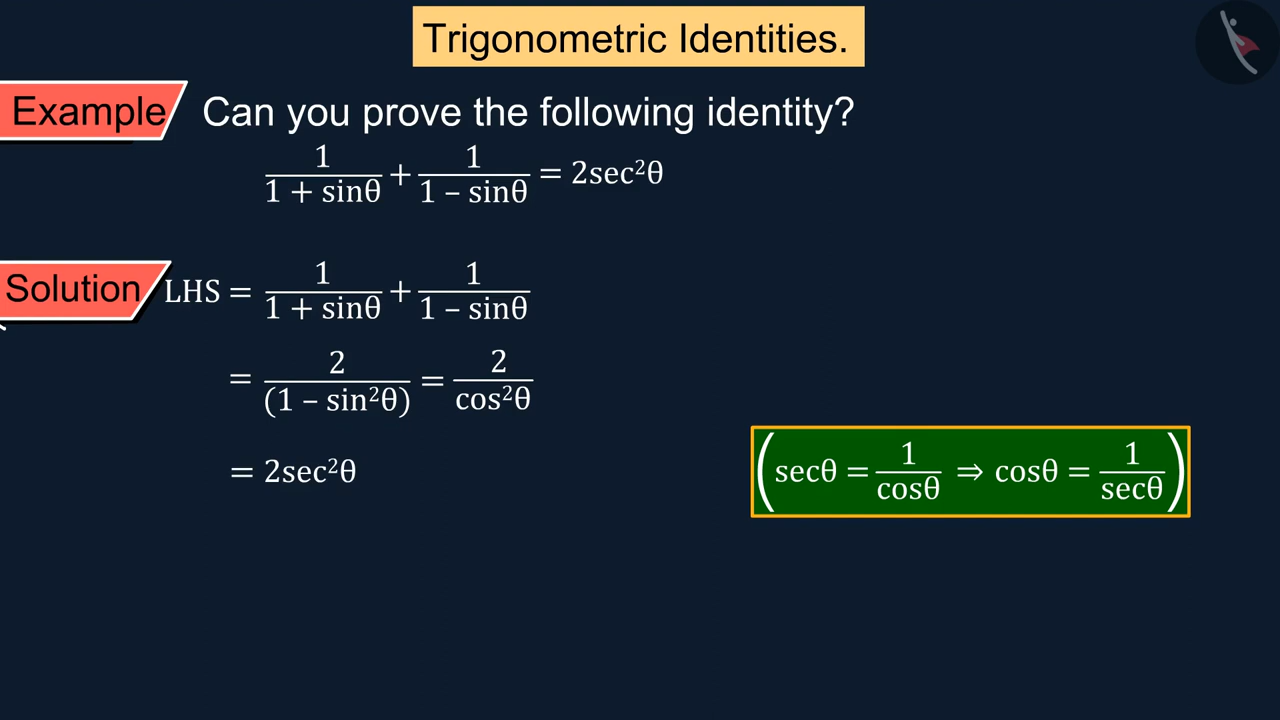 Trigonometric Identities.
Example Can you prove the following identity?
1/(1 + sinθ) + 1/(1 – sinθ) = 2sec²θ
Solution LHS = 1/(1 + sinθ) + 1/(1 – sinθ)
= 2/(1 – sin²θ) = 2/cos²θ
= 2sec²θ
(secθ = 1/cosθ ⇒ cosθ = 1/secθ)